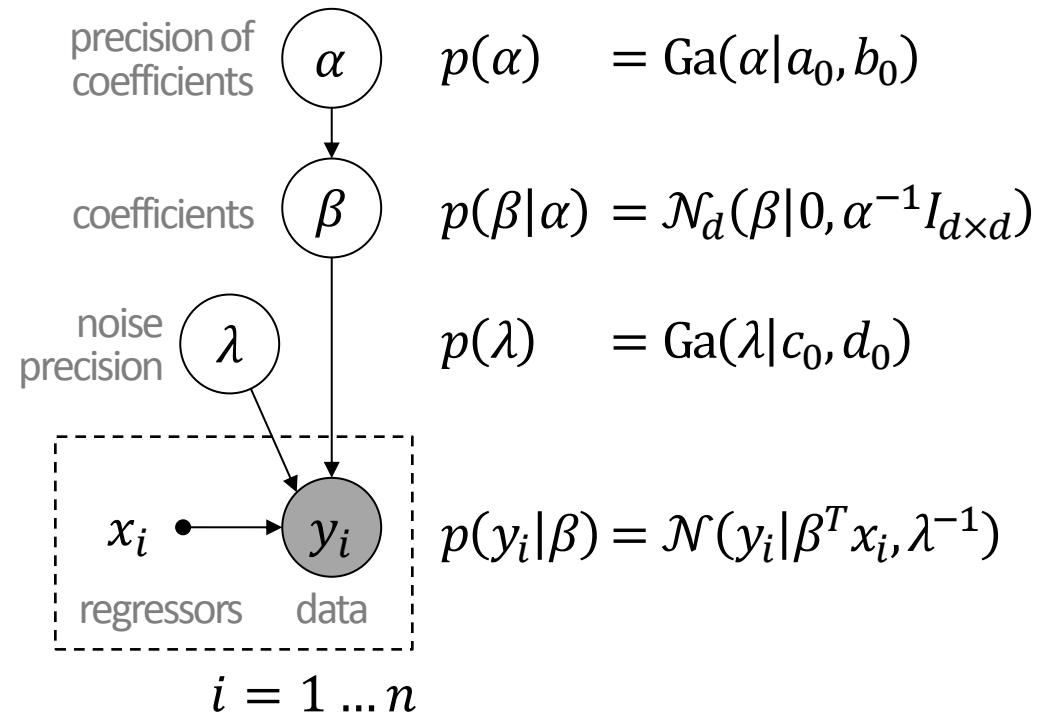 precision of
coefficients
α
p(α) = Ga(α|a₀, b₀)
coefficients
β
p(β|α) = 𝒩_d(β|0, α⁻¹I_{d×d})
noise
precision
λ
p(λ) = Ga(λ|c₀, d₀)
x_i
y_i
p(y_i|β) = 𝒩(y_i|βᵀx_i, λ⁻¹)
regressors data
i = 1 … n